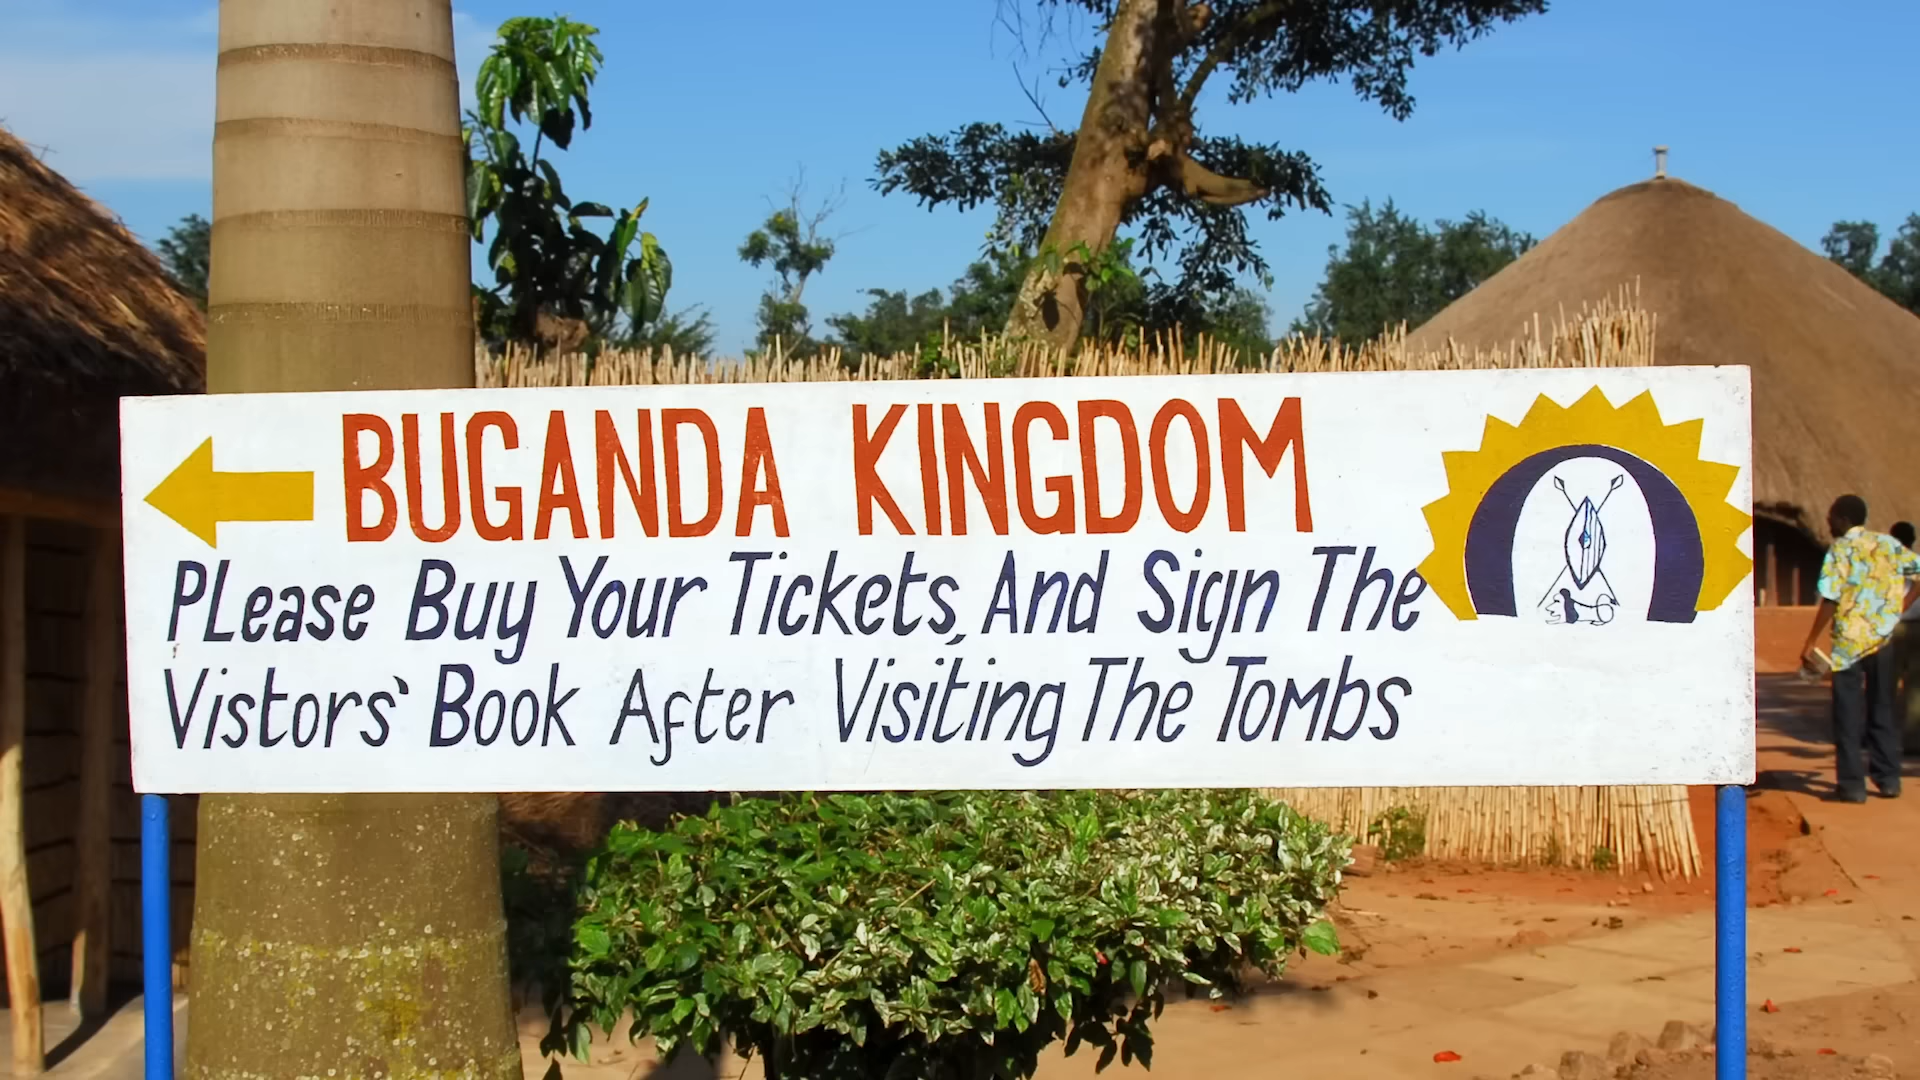 BUGANDA KINGDOM
PLease Buy Your Tickets, And Sign The
Vistors' Book After Visiting The Tombs